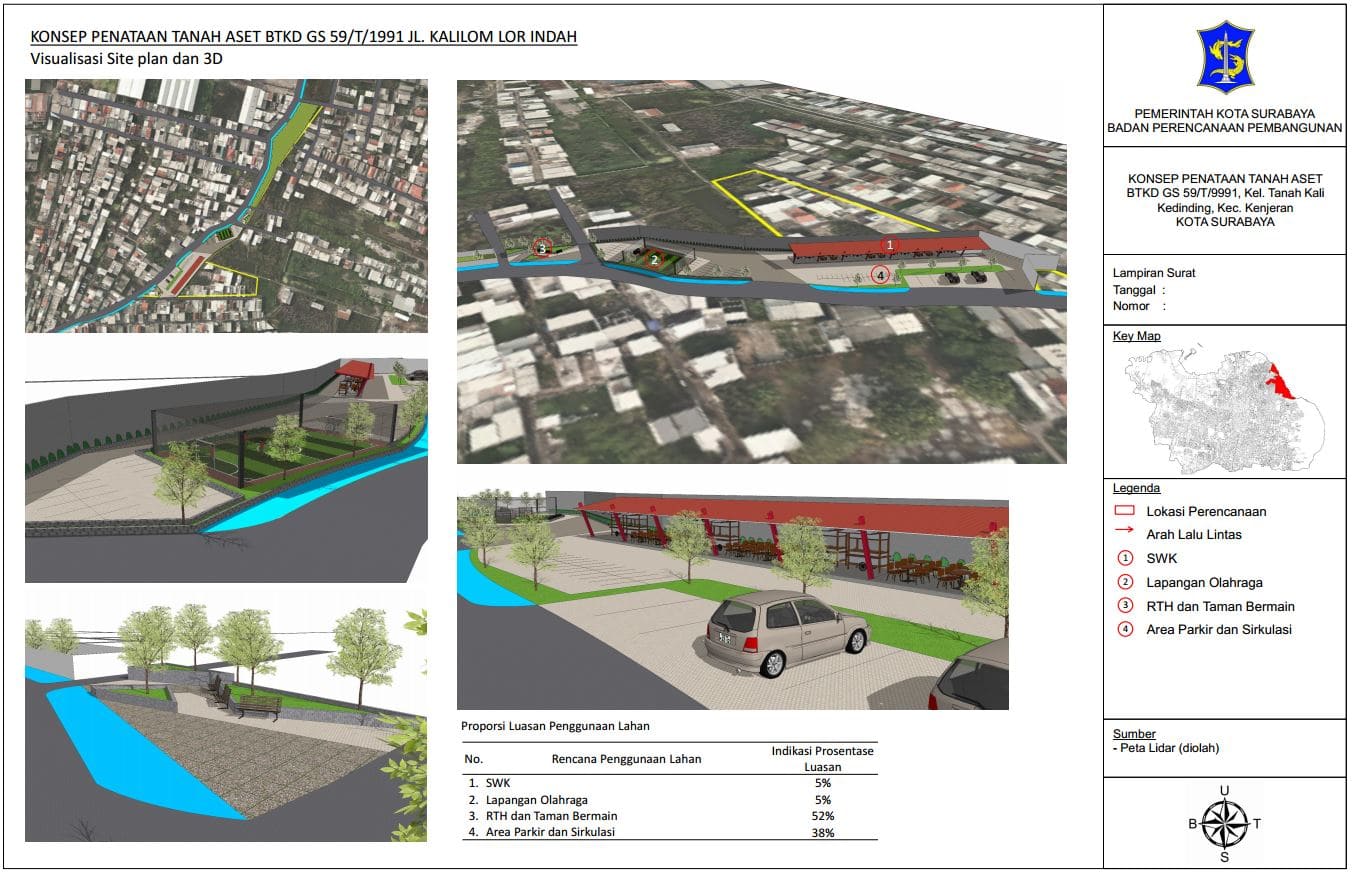 KONSEP PENATAAN TANAH ASET BTKD GS 59/T/1991 JL. KALILOM LOR INDAH
Visualisasi Site plan dan 3D
3
2
1
4
Proporsi Luasan Penggunaan Lahan
No. Rencana Penggunaan Lahan Indikasi Prosentase
Luasan
1. SWK 5%
2. Lapangan Olahraga 5%
3. RTH dan Taman Bermain 52%
4. Area Parkir dan Sirkulasi 38%
PEMERINTAH KOTA SURABAYA
BADAN PERENCANAAN PEMBANGUNAN
KONSEP PENATAAN TANAH ASET
BTKD GS 59/T/9991, Kel. Tanah Kali
Kedinding, Kec. Kenjeran
KOTA SURABAYA
Lampiran Surat
Tanggal :
Nomor :
Key Map
Legenda
Lokasi Perencanaan
Arah Lalu Lintas
1 SWK
2 Lapangan Olahraga
3 RTH dan Taman Bermain
4 Area Parkir dan Sirkulasi
Sumber
- Peta Lidar (diolah)
U
B T
S